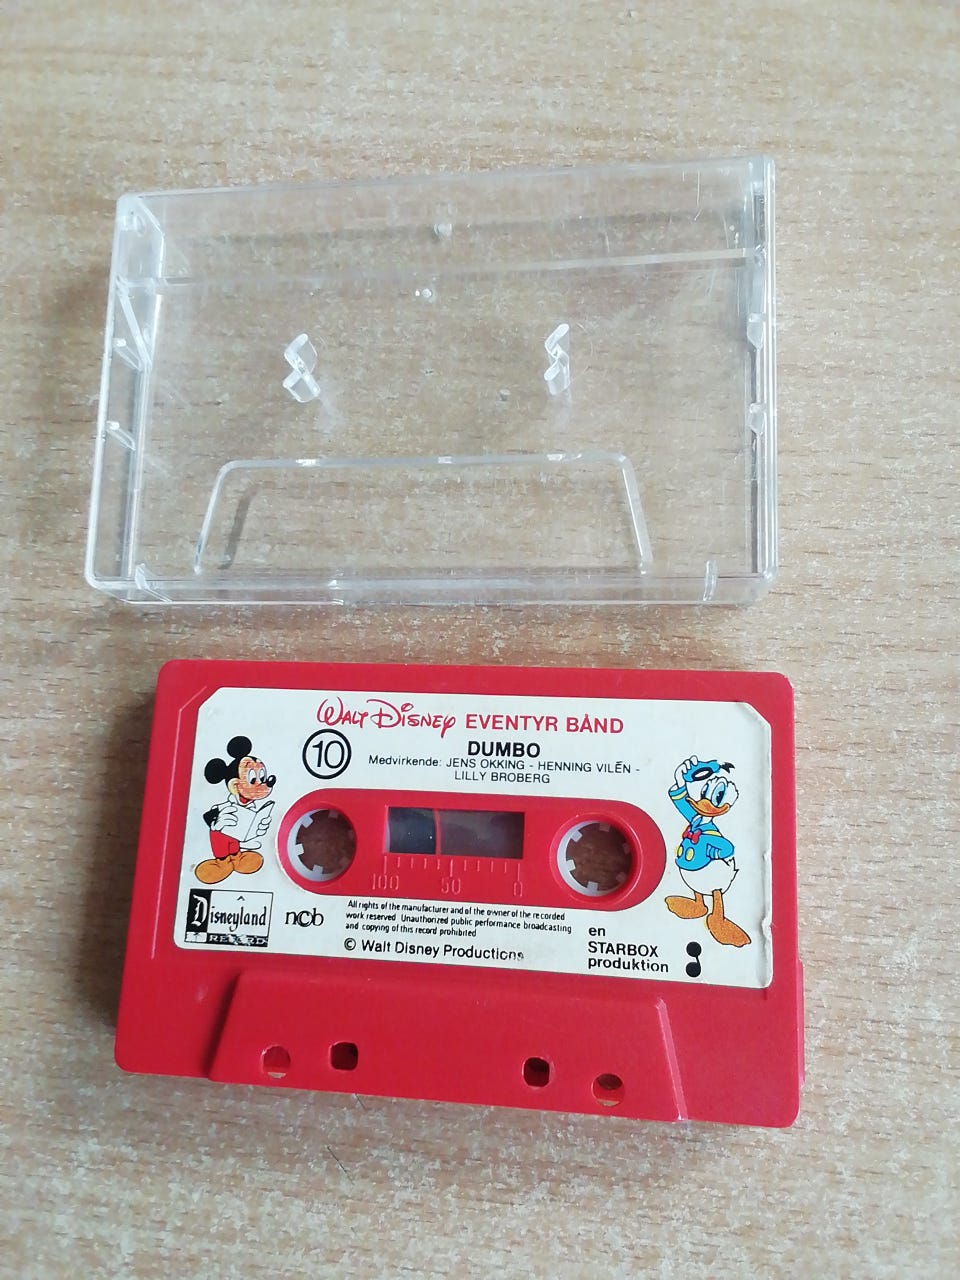 Walt Disney EVENTYR BÅND
10
DUMBO
Medvirkende: JENS OKKING - HENNING VILÉN -
LILLY BROBERG
100 50 0
Disneyland
RECORDS
ncb
All rights of the manufacturer and of the owner of the recorded
work reserved Unauthorized public performance broadcasting
and copying of this record prohibited
© Walt Disney Productions
en
STARBOX
produktion